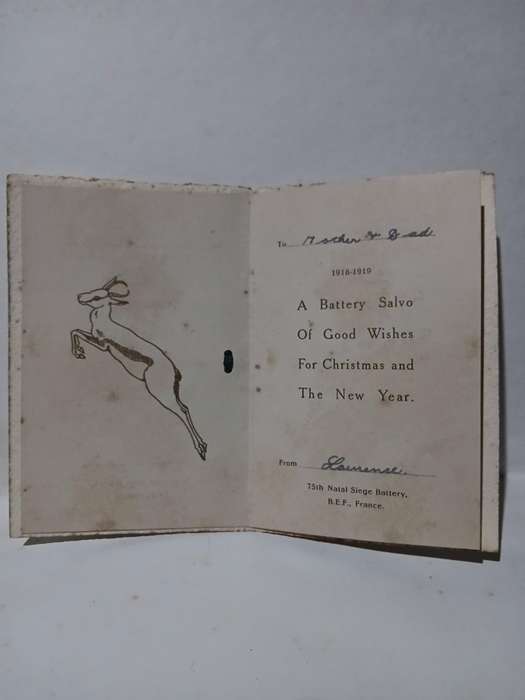 To Mother & Dad
1918-1919
A Battery Salvo
Of Good Wishes
For Christmas and
The New Year.
From Lawrence.
75th Natal Siege Battery,
B.E.F., France.